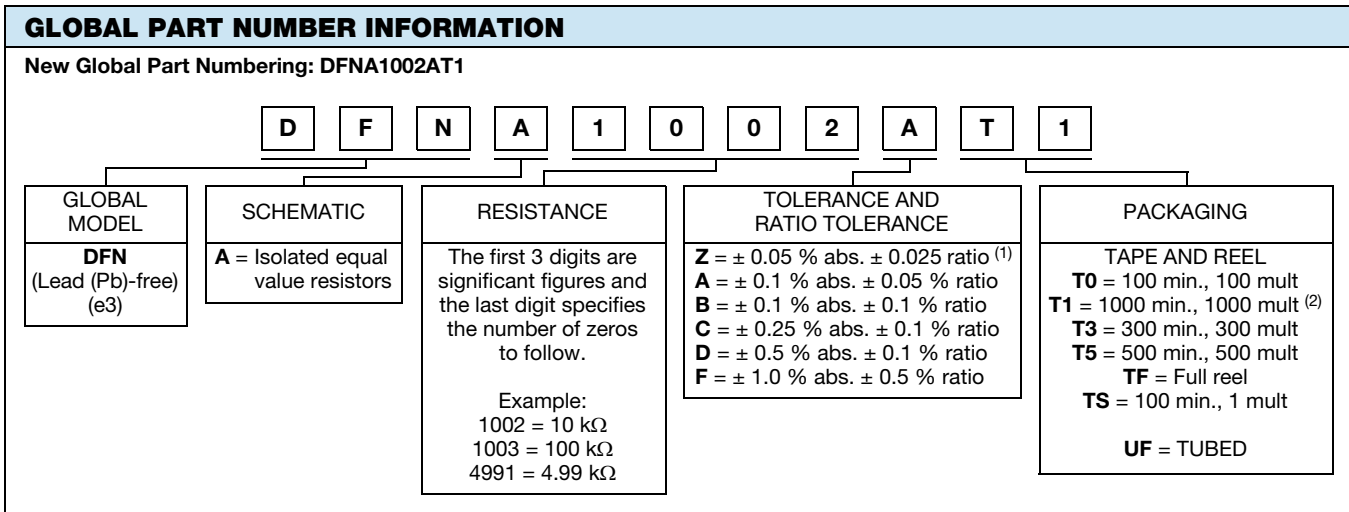 GLOBAL PART NUMBER INFORMATION
New Global Part Numbering: DFNA1002AT1
D F N A 1 0 0 2 A T 1
GLOBAL
MODEL
DFN
(Lead (Pb)-free)
(e3)
SCHEMATIC
A = Isolated equal
value resistors
RESISTANCE
The first 3 digits are
significant figures and
the last digit specifies
the number of zeros
to follow.
Example:
1002 = 10 kΩ
1003 = 100 kΩ
4991 = 4.99 kΩ
TOLERANCE AND
RATIO TOLERANCE
Z = ± 0.05 % abs. ± 0.025 ratio (1)
A = ± 0.1 % abs. ± 0.05 % ratio
B = ± 0.1 % abs. ± 0.1 % ratio
C = ± 0.25 % abs. ± 0.1 % ratio
D = ± 0.5 % abs. ± 0.1 % ratio
F = ± 1.0 % abs. ± 0.5 % ratio
PACKAGING
TAPE AND REEL
T0 = 100 min., 100 mult
T1 = 1000 min., 1000 mult (2)
T3 = 300 min., 300 mult
T5 = 500 min., 500 mult
TF = Full reel
TS = 100 min., 1 mult
UF = TUBED